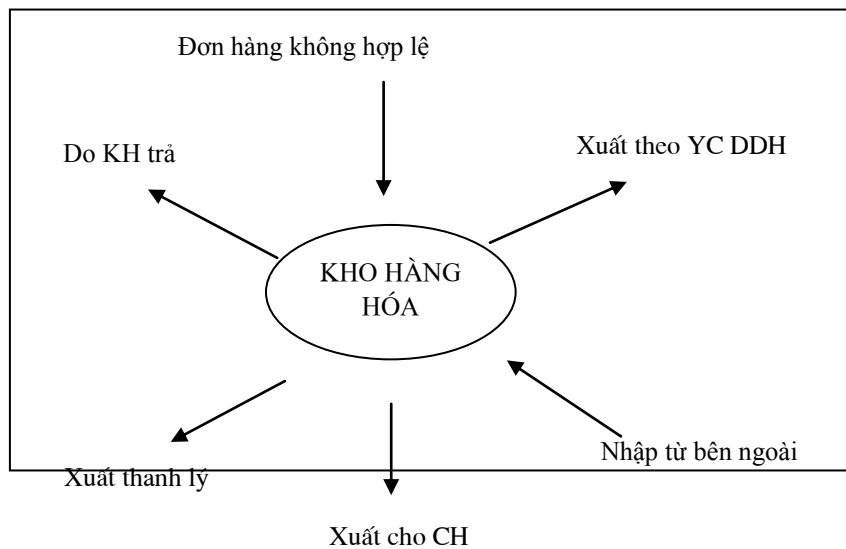 Đơn hàng không hợp lệ
Do KH trả
Xuất theo YC DDH
KHO HÀNG
HÓA
Nhập từ bên ngoài
Xuất thanh lý
Xuất cho CH